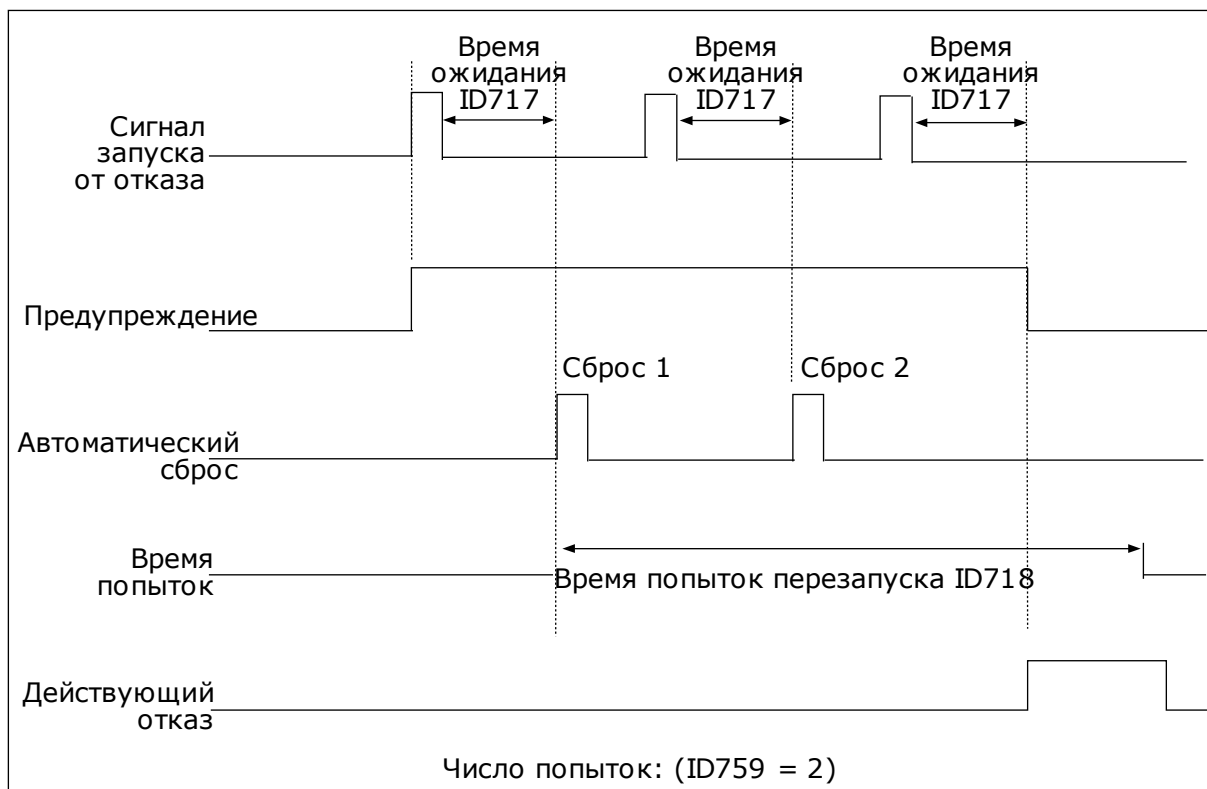 Время
ожидания
ID717
Время
ожидания
ID717
Время
ожидания
ID717
Сигнал
запуска
от отказа
Предупреждение
Сброс 1
Сброс 2
Автоматический
сброс
Время
попыток
Время попыток перезапуска ID718
Действующий
отказ
Число попыток: (ID759 = 2)